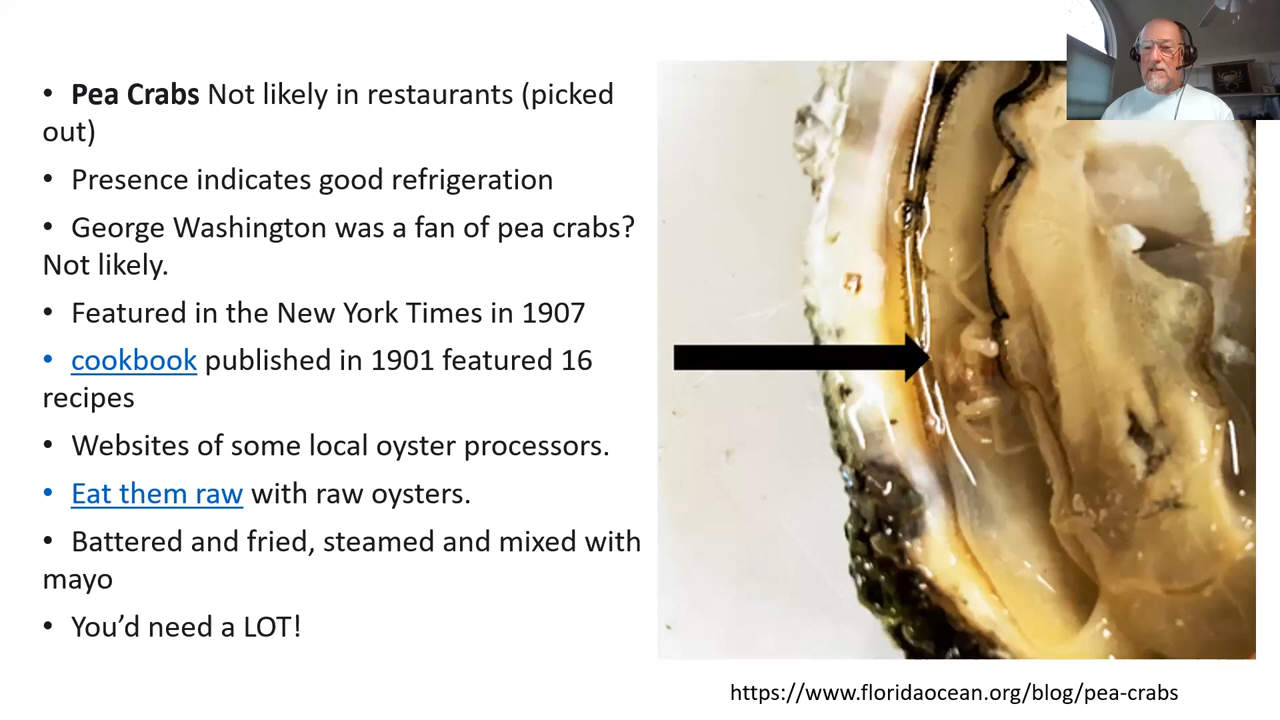 • Pea Crabs Not likely in restaurants (picked
out)
• Presence indicates good refrigeration
• George Washington was a fan of pea crabs?
Not likely.
• Featured in the New York Times in 1907
• cookbook published in 1901 featured 16
recipes
• Websites of some local oyster processors.
• Eat them raw with raw oysters.
• Battered and fried, steamed and mixed with
mayo
• You’d need a LOT!
https://www.floridaocean.org/blog/pea-crabs